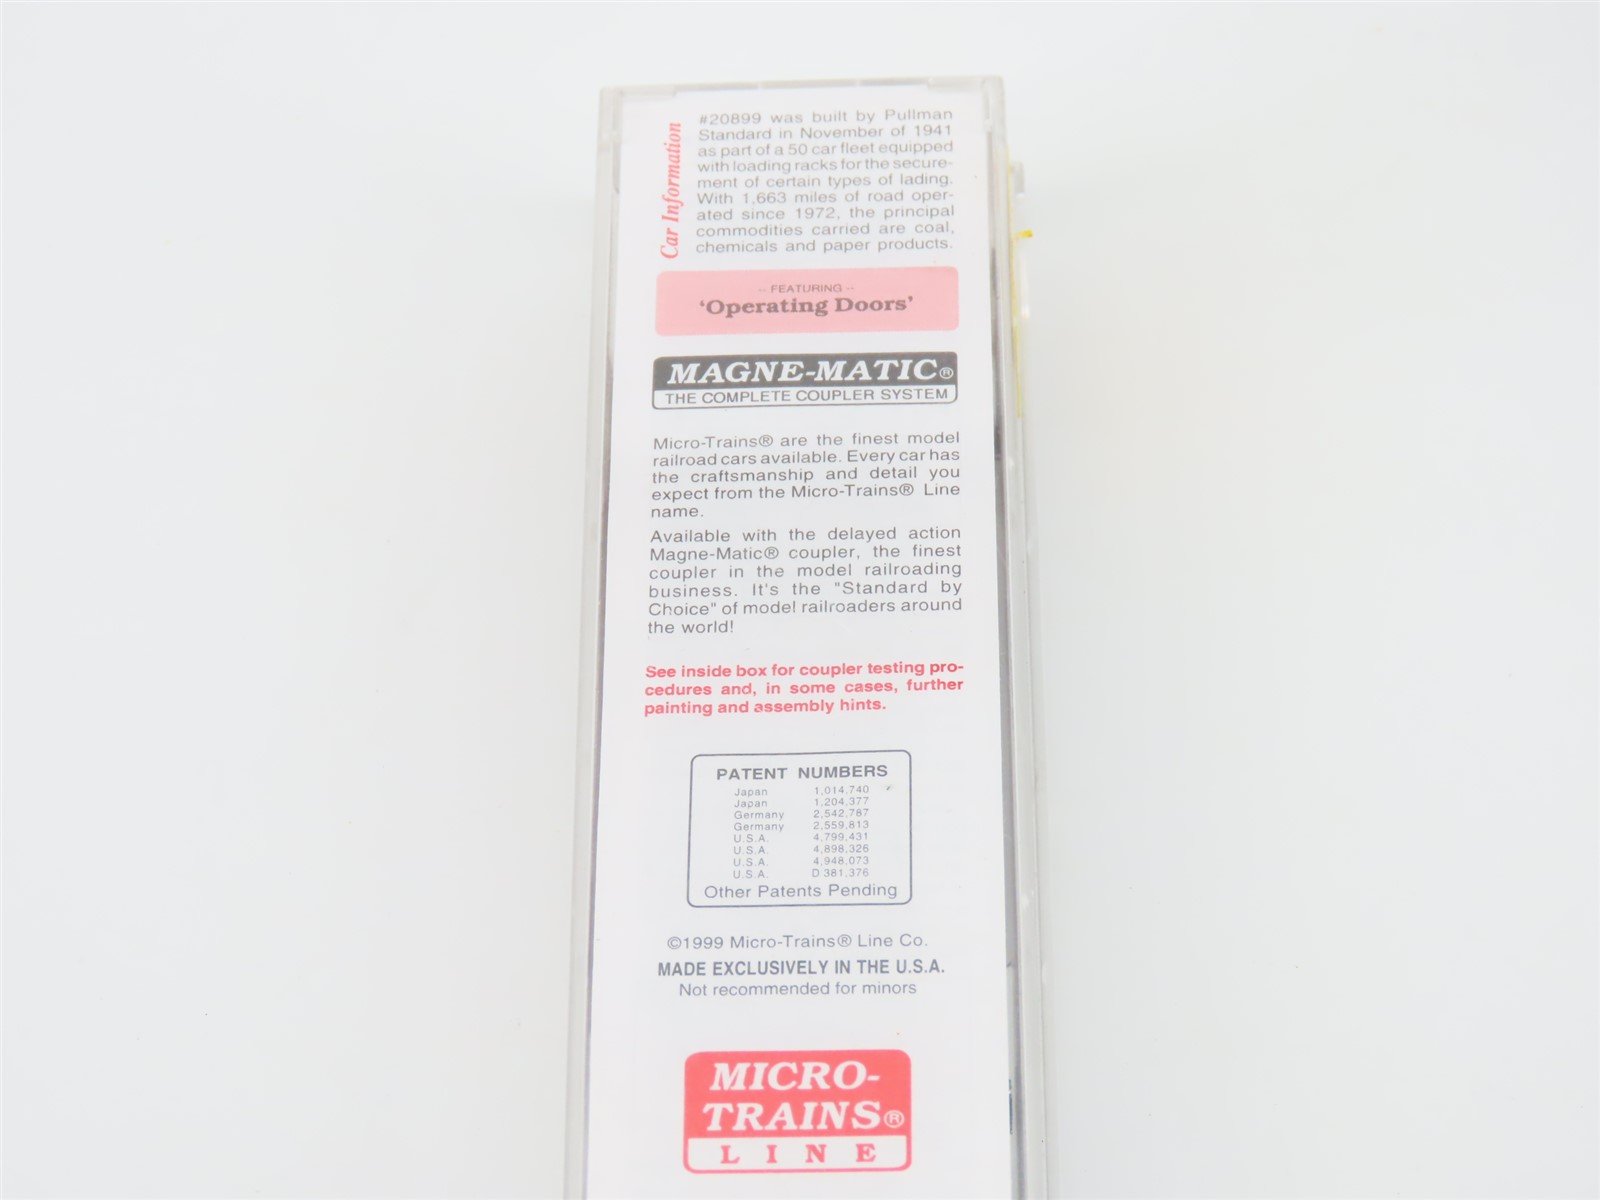 Car Information
#20899 was built by Pullman
Standard in November of 1941
as part of a 50 car fleet equipped
with loading racks for the secure-
ment of certain types of lading.
With 1,663 miles of road oper-
ated since 1972, the principal
commodities carried are coal,
chemicals and paper products.
-- FEATURING --
'Operating Doors'
MAGNE-MATIC®
THE COMPLETE COUPLER SYSTEM
Micro-Trains® are the finest model
railroad cars available. Every car has
the craftsmanship and detail you
expect from the Micro-Trains® Line
name.
Available with the delayed action
Magne-Matic® coupler, the finest
coupler in the model railroading
business. It's the "Standard by
Choice" of model railroaders around
the world!
See inside box for coupler testing pro-
cedures and, in some cases, further
painting and assembly hints.
PATENT NUMBERS
Japan 1,014,740
Japan 1,204,377
Germany 2,542,787
Germany 2,559,813
U.S.A. 4,799,431
U.S.A. 4,898,326
U.S.A. 4,948,073
U.S.A. D 381,376
Other Patents Pending
©1999 Micro-Trains® Line Co.
MADE EXCLUSIVELY IN THE U.S.A.
Not recommended for minors
MICRO-
TRAINS®
LINE